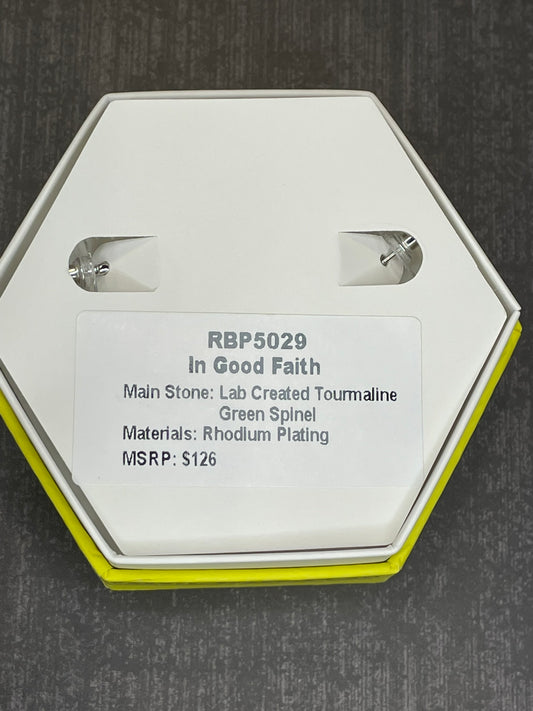 RBP5029
In Good Faith
Main Stone: Lab Created Tourmaline
Green Spinel
Materials: Rhodium Plating
MSRP: $126